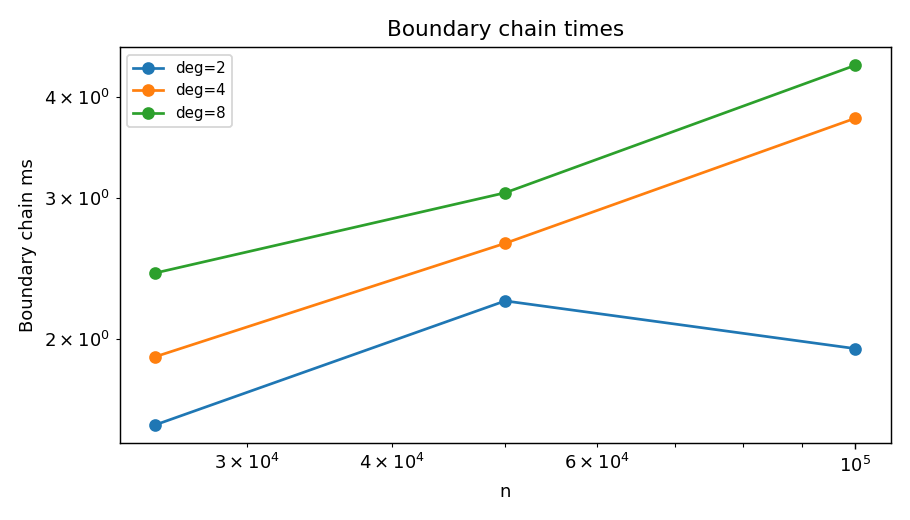 Boundary chain times
deg=2
deg=4
deg=8
Boundary chain ms
4 × 10⁰
3 × 10⁰
2 × 10⁰
3 × 10⁴
4 × 10⁴
6 × 10⁴
10⁵
n